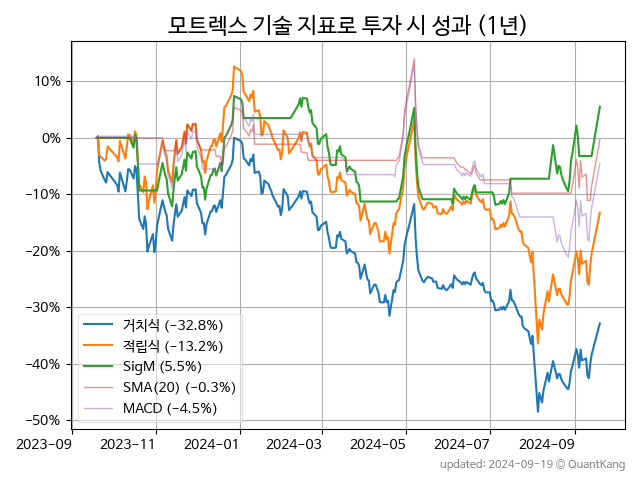 모트렉스 기술 지표로 투자 시 성과 (1년)
10%
0%
−10%
−20%
−30%
−40%
−50%
거치식 (−32.8%)
적립식 (−13.2%)
SigM (5.5%)
SMA(20) (−0.3%)
MACD (−4.5%)
2023-09 2023-11 2024-01 2024-03 2024-05 2024-07 2024-09
updated: 2024-09-19 @ QuantKang